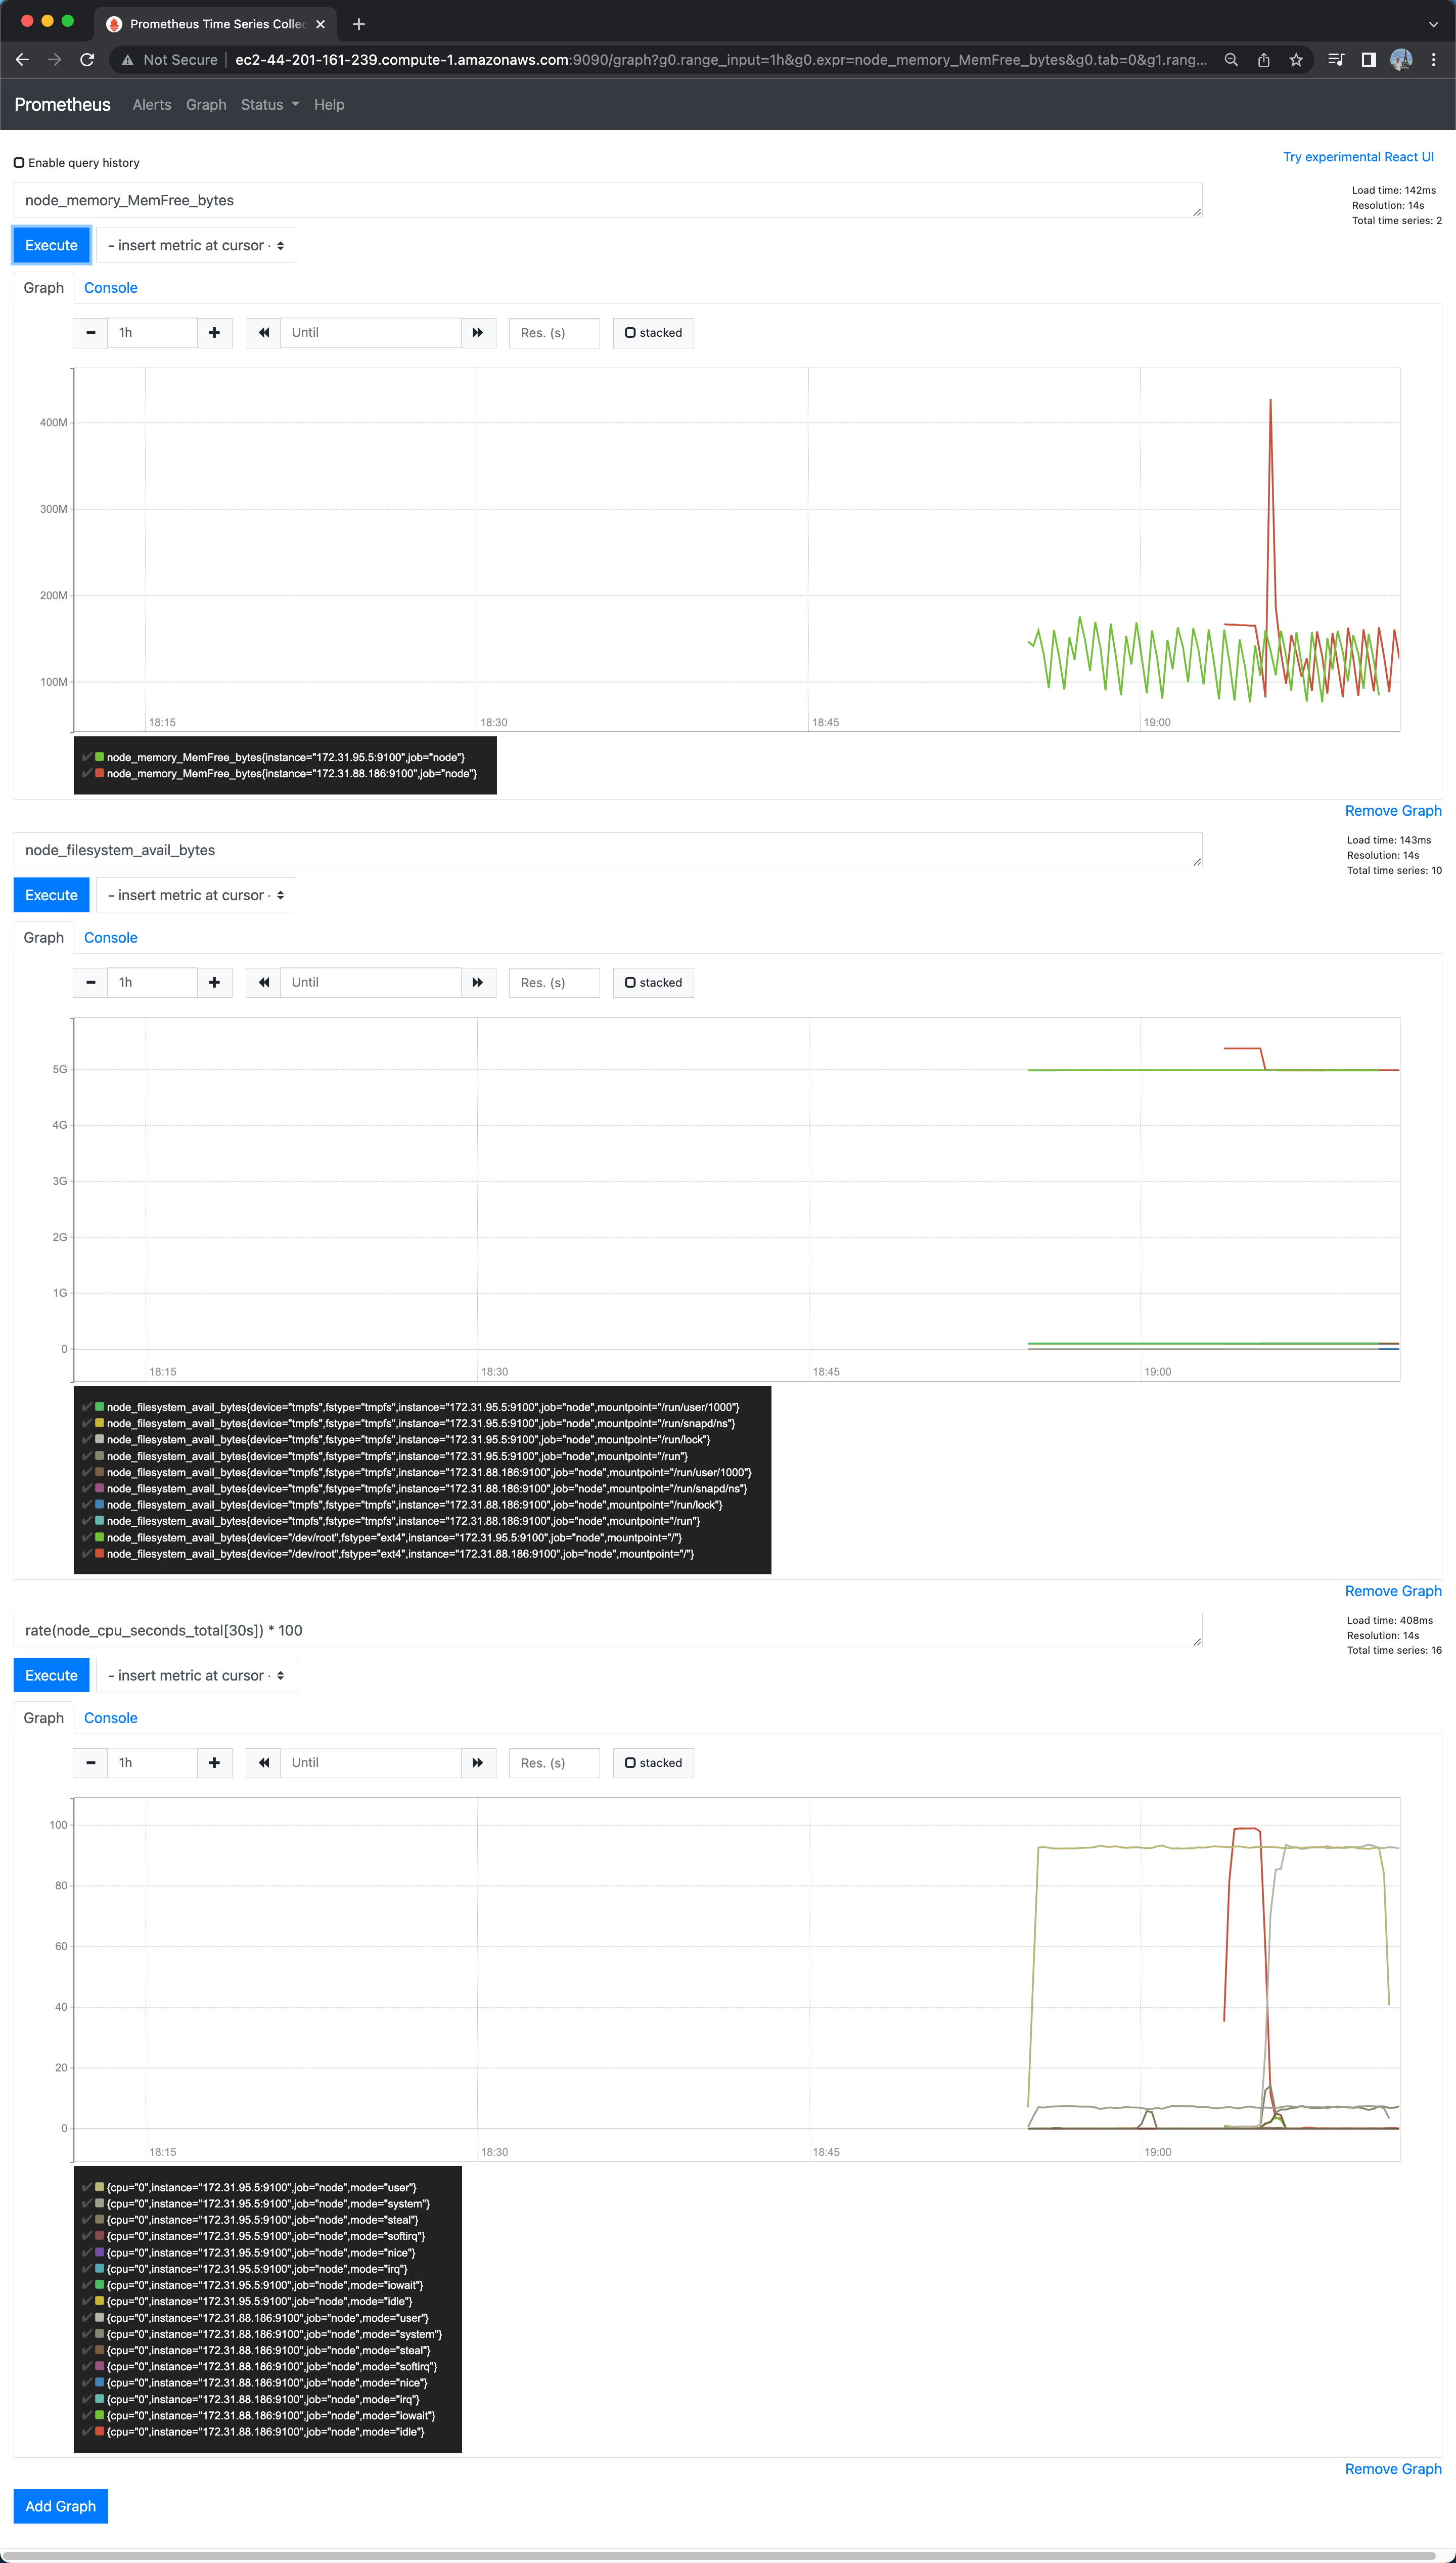 Prometheus Time Series Collec
Not Secure ec2-44-201-161-239.compute-1.amazonaws.com:9090/graph?g0.range_input=1h&g0.expr=node_memory_MemFree_bytes&g0.tab=0&g1.rang...
Prometheus Alerts Graph Status Help
Enable query history
Try experimental React UI
node_memory_MemFree_bytes
Load time: 142ms
Resolution: 14s
Total time series: 2
Execute - insert metric at cursor -
Graph Console
1h Until Res. (s) stacked
400M
300M
200M
100M
18:15 18:30 18:45 19:00
node_memory_MemFree_bytes{instance="172.31.95.5:9100",job="node"}
node_memory_MemFree_bytes{instance="172.31.88.186:9100",job="node"}
Remove Graph
node_filesystem_avail_bytes
Load time: 143ms
Resolution: 14s
Total time series: 10
Execute - insert metric at cursor -
Graph Console
1h Until Res. (s) stacked
5G
4G
3G
2G
1G
0
18:15 18:30 18:45 19:00
node_filesystem_avail_bytes{device="tmpfs",fstype="tmpfs",instance="172.31.95.5:9100",job="node",mountpoint="/run/user/1000"}
node_filesystem_avail_bytes{device="tmpfs",fstype="tmpfs",instance="172.31.95.5:9100",job="node",mountpoint="/run/snapd/ns"}
node_filesystem_avail_bytes{device="tmpfs",fstype="tmpfs",instance="172.31.95.5:9100",job="node",mountpoint="/run/lock"}
node_filesystem_avail_bytes{device="tmpfs",fstype="tmpfs",instance="172.31.95.5:9100",job="node",mountpoint="/run"}
node_filesystem_avail_bytes{device="tmpfs",fstype="tmpfs",instance="172.31.88.186:9100",job="node",mountpoint="/run/user/1000"}
node_filesystem_avail_bytes{device="tmpfs",fstype="tmpfs",instance="172.31.88.186:9100",job="node",mountpoint="/run/snapd/ns"}
node_filesystem_avail_bytes{device="tmpfs",fstype="tmpfs",instance="172.31.88.186:9100",job="node",mountpoint="/run/lock"}
node_filesystem_avail_bytes{device="tmpfs",fstype="tmpfs",instance="172.31.88.186:9100",job="node",mountpoint="/run"}
node_filesystem_avail_bytes{device="/dev/root",fstype="ext4",instance="172.31.95.5:9100",job="node",mountpoint="/"}
node_filesystem_avail_bytes{device="/dev/root",fstype="ext4",instance="172.31.88.186:9100",job="node",mountpoint="/"}
Remove Graph
rate(node_cpu_seconds_total[30s]) * 100
Load time: 408ms
Resolution: 14s
Total time series: 16
Execute - insert metric at cursor -
Graph Console
1h Until Res. (s) stacked
100
80
60
40
20
0
18:15 18:30 18:45 19:00
{cpu="0",instance="172.31.95.5:9100",job="node",mode="user"}
{cpu="0",instance="172.31.95.5:9100",job="node",mode="system"}
{cpu="0",instance="172.31.95.5:9100",job="node",mode="steal"}
{cpu="0",instance="172.31.95.5:9100",job="node",mode="softirq"}
{cpu="0",instance="172.31.95.5:9100",job="node",mode="nice"}
{cpu="0",instance="172.31.95.5:9100",job="node",mode="irq"}
{cpu="0",instance="172.31.95.5:9100",job="node",mode="iowait"}
{cpu="0",instance="172.31.95.5:9100",job="node",mode="idle"}
{cpu="0",instance="172.31.88.186:9100",job="node",mode="user"}
{cpu="0",instance="172.31.88.186:9100",job="node",mode="system"}
{cpu="0",instance="172.31.88.186:9100",job="node",mode="steal"}
{cpu="0",instance="172.31.88.186:9100",job="node",mode="softirq"}
{cpu="0",instance="172.31.88.186:9100",job="node",mode="nice"}
{cpu="0",instance="172.31.88.186:9100",job="node",mode="irq"}
{cpu="0",instance="172.31.88.186:9100",job="node",mode="iowait"}
{cpu="0",instance="172.31.88.186:9100",job="node",mode="idle"}
Remove Graph
Add Graph